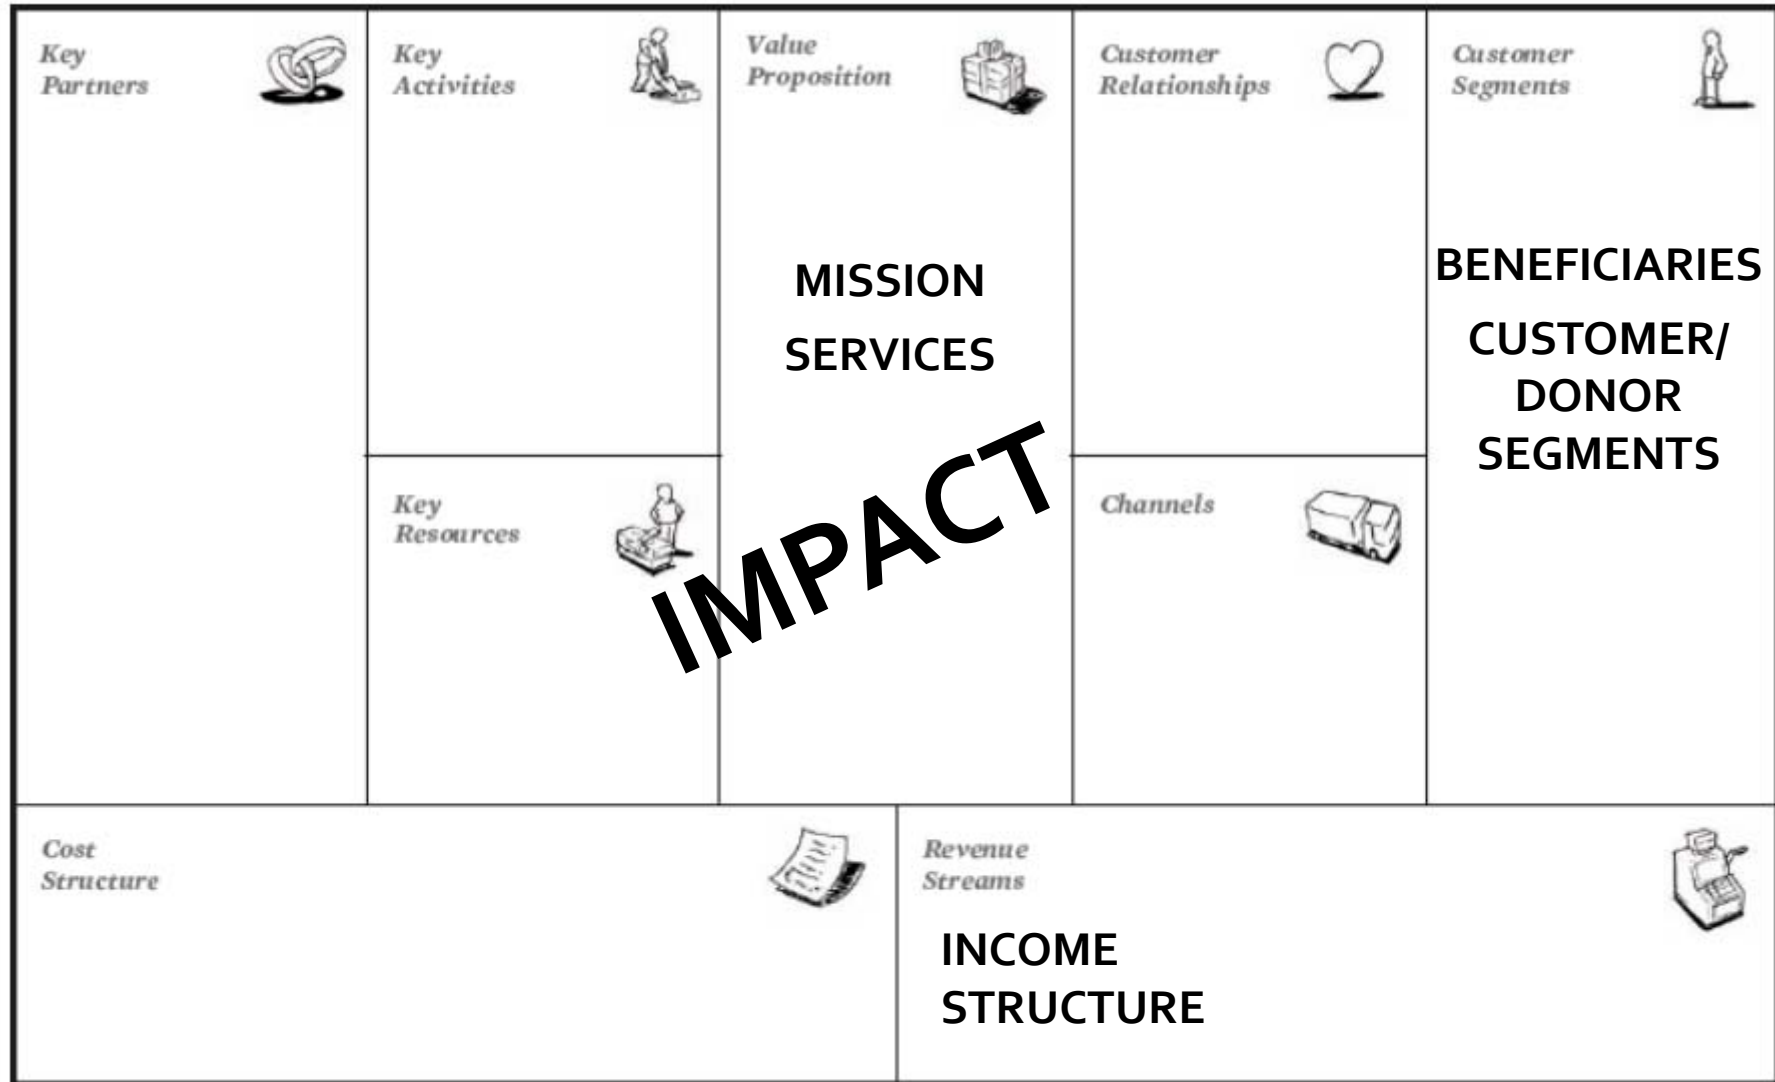 Key
Partners
Key
Activities
Value
Proposition
Customer
Relationships
Customer
Segments
MISSION
SERVICES
BENEFICIARIES
CUSTOMER/
DONOR
SEGMENTS
IMPACT
Key
Resources
Channels
Cost
Structure
Revenue
Streams
INCOME
STRUCTURE